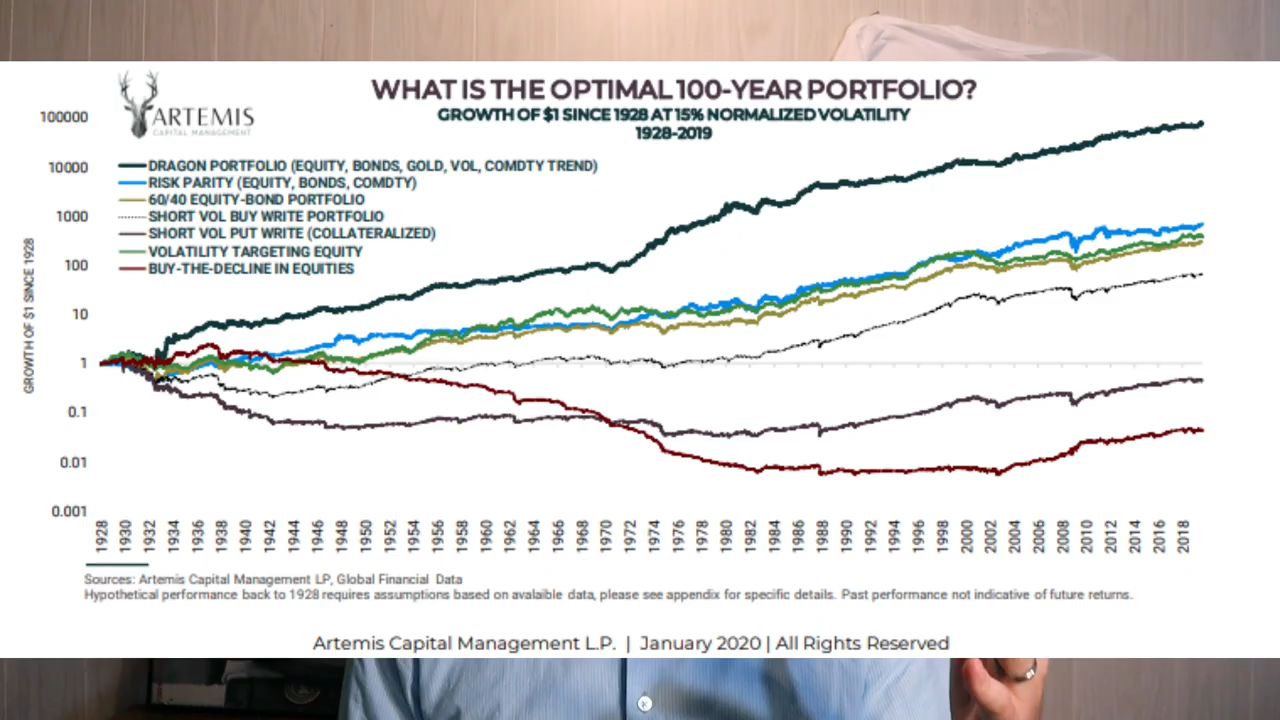 WHAT IS THE OPTIMAL 100-YEAR PORTFOLIO?
GROWTH OF $1 SINCE 1928 AT 15% NORMALIZED VOLATILITY
1928-2019
ARTEMIS
CAPITAL MANAGEMENT
DRAGON PORTFOLIO (EQUITY, BONDS, GOLD, VOL, COMDTY TREND)
RISK PARITY (EQUITY, BONDS, COMDTY)
60/40 EQUITY-BOND PORTFOLIO
SHORT VOL BUY WRITE PORTFOLIO
SHORT VOL PUT WRITE (COLLATERALIZED)
VOLATILITY TARGETING EQUITY
BUY-THE-DECLINE IN EQUITIES
GROWTH OF $1 SINCE 1928
100000
10000
1000
100
10
1
0.1
0.01
0.001
1928 1930 1932 1934 1936 1938 1940 1942 1944 1946 1948 1950 1952 1954 1956 1958 1960 1962 1964 1966 1968 1970 1972 1974 1976 1978 1980 1982 1984 1986 1988 1990 1992 1994 1996 1998 2000 2002 2004 2006 2008 2010 2012 2014 2016 2018
Sources: Artemis Capital Management LP, Global Financial Data
Hypothetical performance back to 1928 requires assumptions based on avalaible data, please see appendix for specific details. Past performance not indicative of future returns.
Artemis Capital Management L.P. | January 2020 | All Rights Reserved